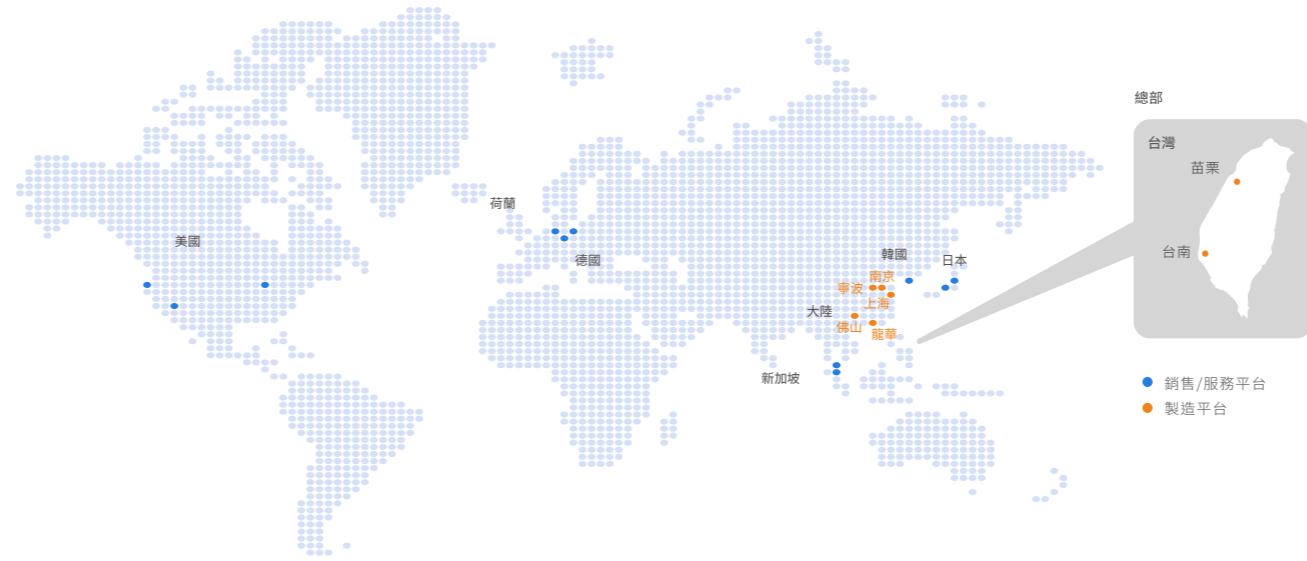 總部
台灣
苗栗
台南
荷蘭
美國
德國
韓國
日本
南京
寧波
上海
大陸
佛山
龍華
新加坡
銷售/服務平台
製造平台